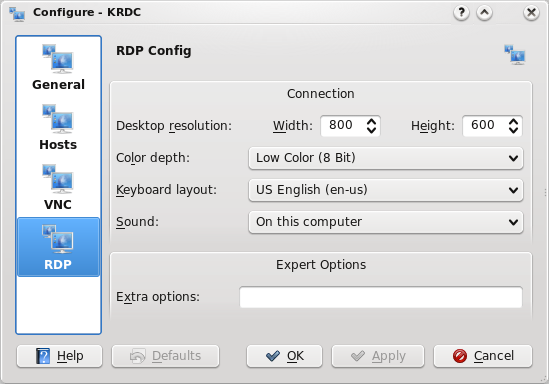 Configure - KRDC
?
General
Hosts
VNC
RDP
RDP Config
Connection
Desktop resolution: Width: 800 Height: 600
Color depth: Low Color (8 Bit)
Keyboard layout: US English (en-us)
Sound: On this computer
Expert Options
Extra options:
? Help Defaults OK Apply Cancel